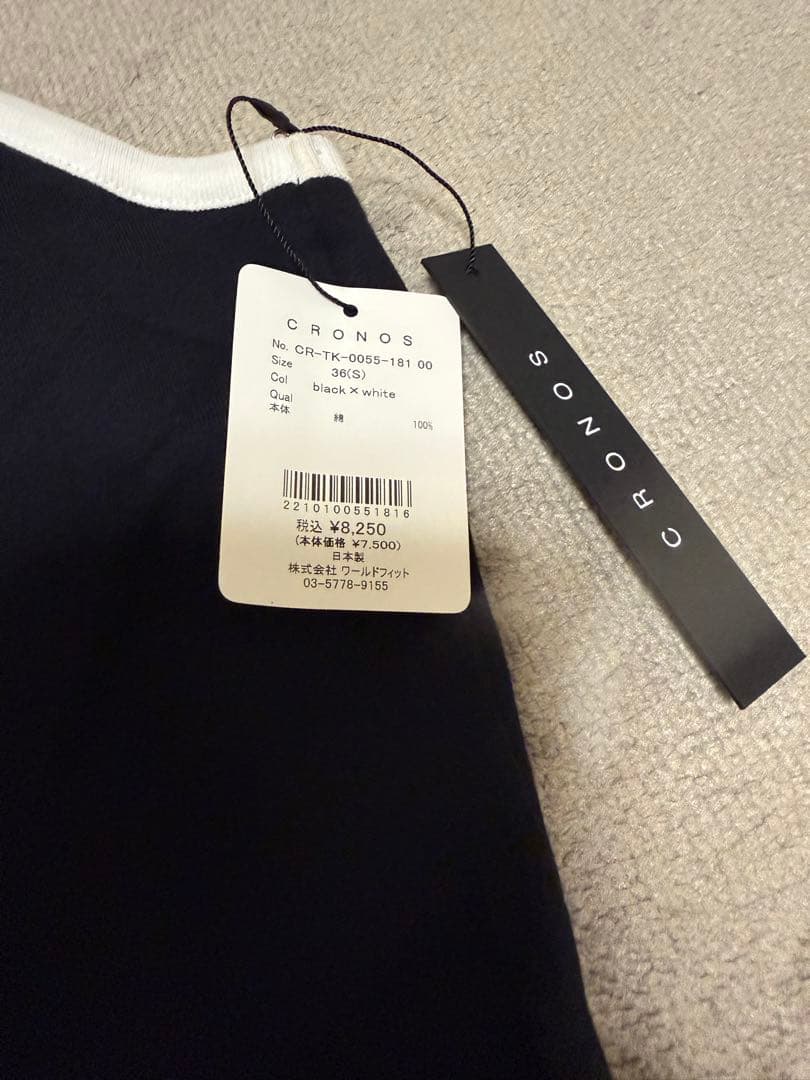 CRONOS
No. CR-TK-0055-181 00
Size 36(S)
Col black×white
Qual
本体 綿 100%
2210100551816
税込 ¥8,250
(本体価格 ¥7,500)
日本製
株式会社 ワールドフィット
03-5778-9155
CRONOS